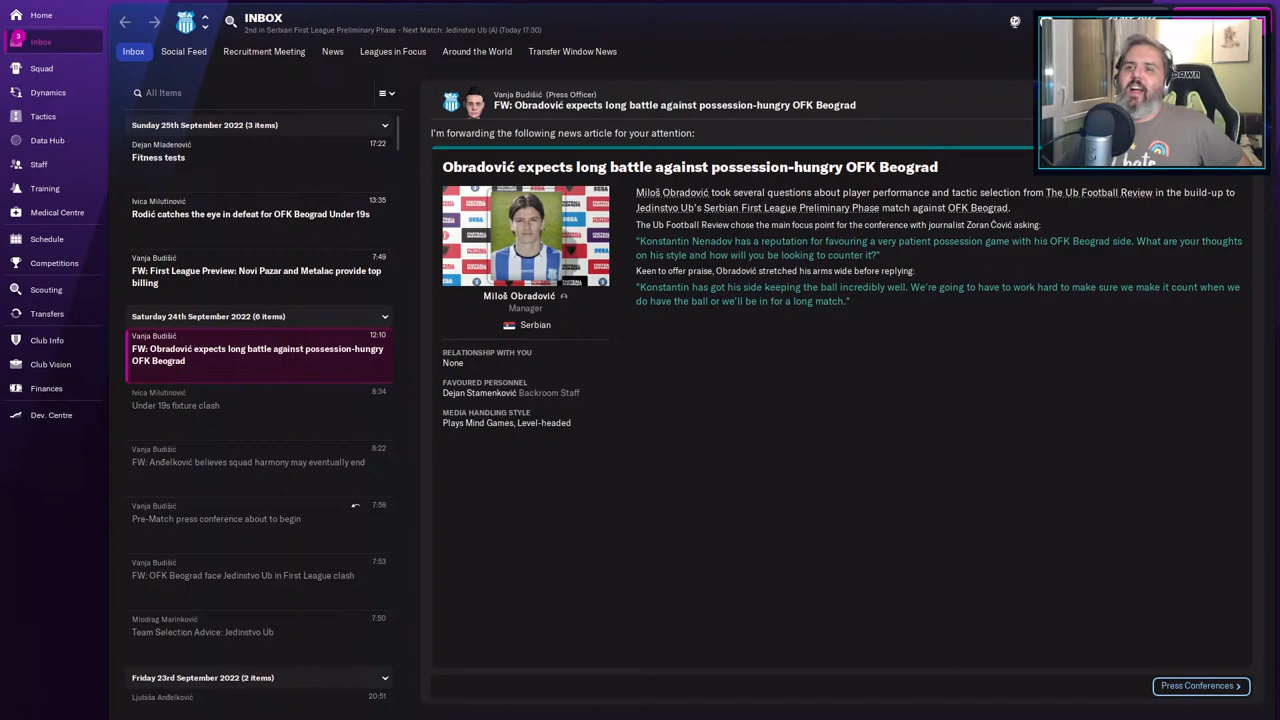 Home
3
Inbox
Squad
Dynamics
Tactics
Data Hub
Staff
Training
Medical Centre
Schedule
Competitions
Scouting
Transfers
Club Info
Club Vision
Finances
Dev. Centre
INBOX
2nd in Serbian First League Preliminary Phase - Next Match: Jedinstvo Ub (A) (Today 17:30)
Inbox
Social Feed
Recruitment Meeting
News
Leagues in Focus
Around the World
Transfer Window News
All Items
Sunday 25th September 2022 (3 items)
Dejan Mladenović 17:22
Fitness tests
Ivica Milutinović 13:35
Rodić catches the eye in defeat for OFK Beograd Under 19s
Vanja Budišić 7:49
FW: First League Preview: Novi Pazar and Metalac provide top
billing
Saturday 24th September 2022 (6 items)
Vanja Budišić 12:10
FW: Obradović expects long battle against possession-hungry
OFK Beograd
Ivica Milutinović 8:34
Under 19s fixture clash
Vanja Budišić 8:22
FW: Anđelković believes squad harmony may eventually end
Vanja Budišić 7:58
Pre-Match press conference about to begin
Vanja Budišić 7:53
FW: OFK Beograd face Jedinstvo Ub in First League clash
Miodrag Marinković 7:50
Team Selection Advice: Jedinstvo Ub
Friday 23rd September 2022 (2 items)
Ljubiša Anđelković 20:51
Vanja Budišić (Press Officer)
FW: Obradović expects long battle against possession-hungry OFK Beograd
I'm forwarding the following news article for your attention:
Obradović expects long battle against possession-hungry OFK Beograd
Miloš Obradović
Manager
Serbian
RELATIONSHIP WITH YOU
None
FAVOURED PERSONNEL
Dejan Stamenković Backroom Staff
MEDIA HANDLING STYLE
Plays Mind Games, Level-headed
Miloš Obradović took several questions about player performance and tactic selection from The Ub Football Review in the build-up to
Jedinstvo Ub's Serbian First League Preliminary Phase match against OFK Beograd.
The Ub Football Review chose the main focus point for the conference with journalist Zoran Čović asking:
"Konstantin Nenadov has a reputation for favouring a very patient possession game with his OFK Beograd side. What are your thoughts
on his style and how will you be looking to counter it?"
Keen to offer praise, Obradović stretched his arms wide before replying:
"Konstantin has got his side keeping the ball incredibly well. We're going to have to work hard to make sure we make it count when we
do have the ball or we'll be in for a long match."
Press Conferences